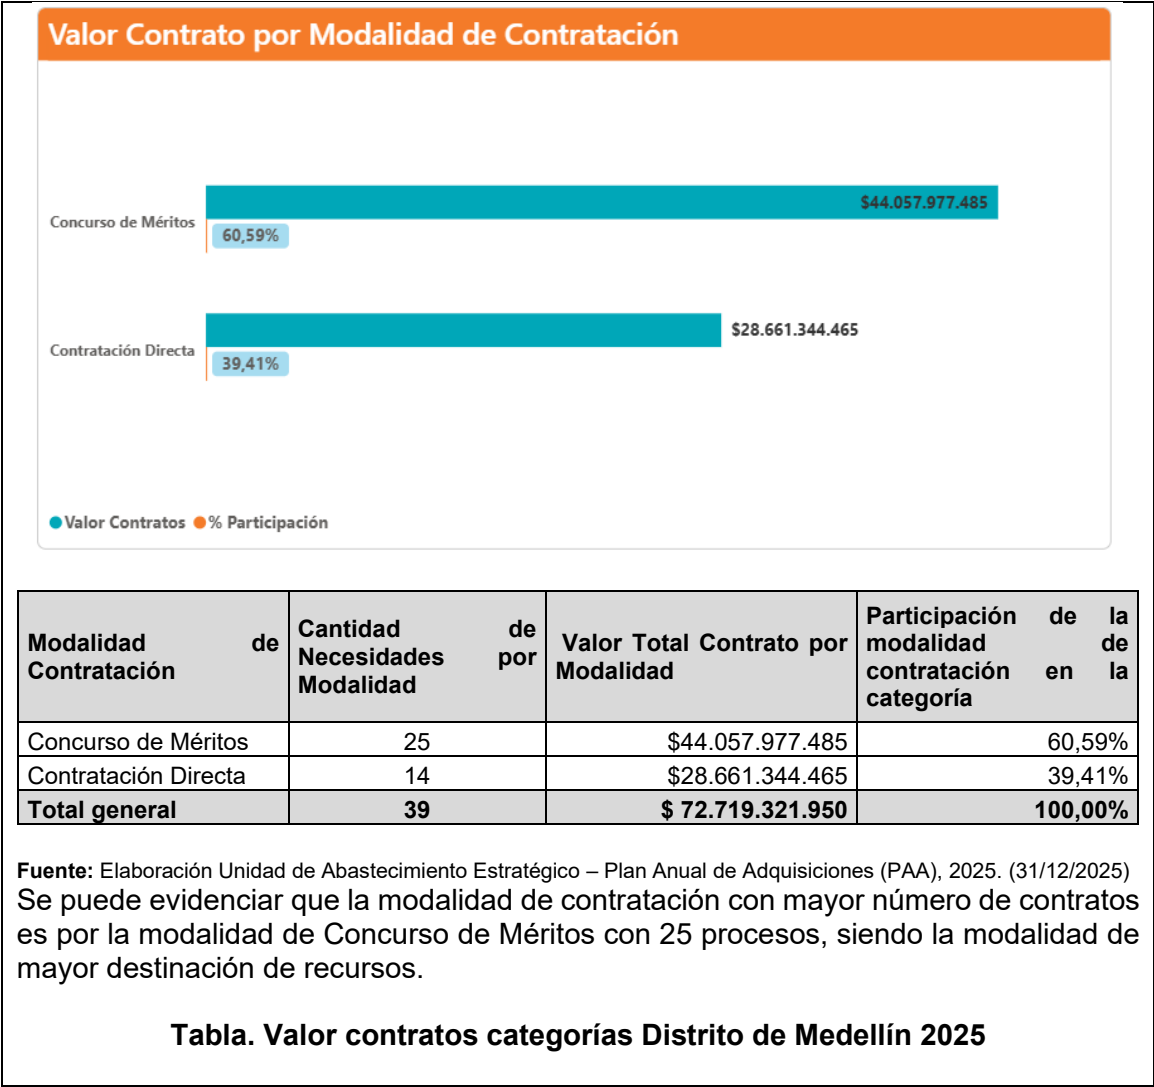 Valor Contrato por Modalidad de Contratación
Concurso de Méritos
$44.057.977.485
60,59%
Contratación Directa
$28.661.344.465
39,41%
Valor Contratos % Participación
Modalidad de Contratación
Cantidad de Necesidades por Modalidad
Valor Total Contrato por Modalidad
Participación de la modalidad de contratación en la categoría
Concurso de Méritos 25 $44.057.977.485 60,59%
Contratación Directa 14 $28.661.344.465 39,41%
Total general 39 $ 72.719.321.950 100,00%
Fuente: Elaboración Unidad de Abastecimiento Estratégico – Plan Anual de Adquisiciones (PAA), 2025. (31/12/2025)
Se puede evidenciar que la modalidad de contratación con mayor número de contratos
es por la modalidad de Concurso de Méritos con 25 procesos, siendo la modalidad de
mayor destinación de recursos.
Tabla. Valor contratos categorías Distrito de Medellín 2025